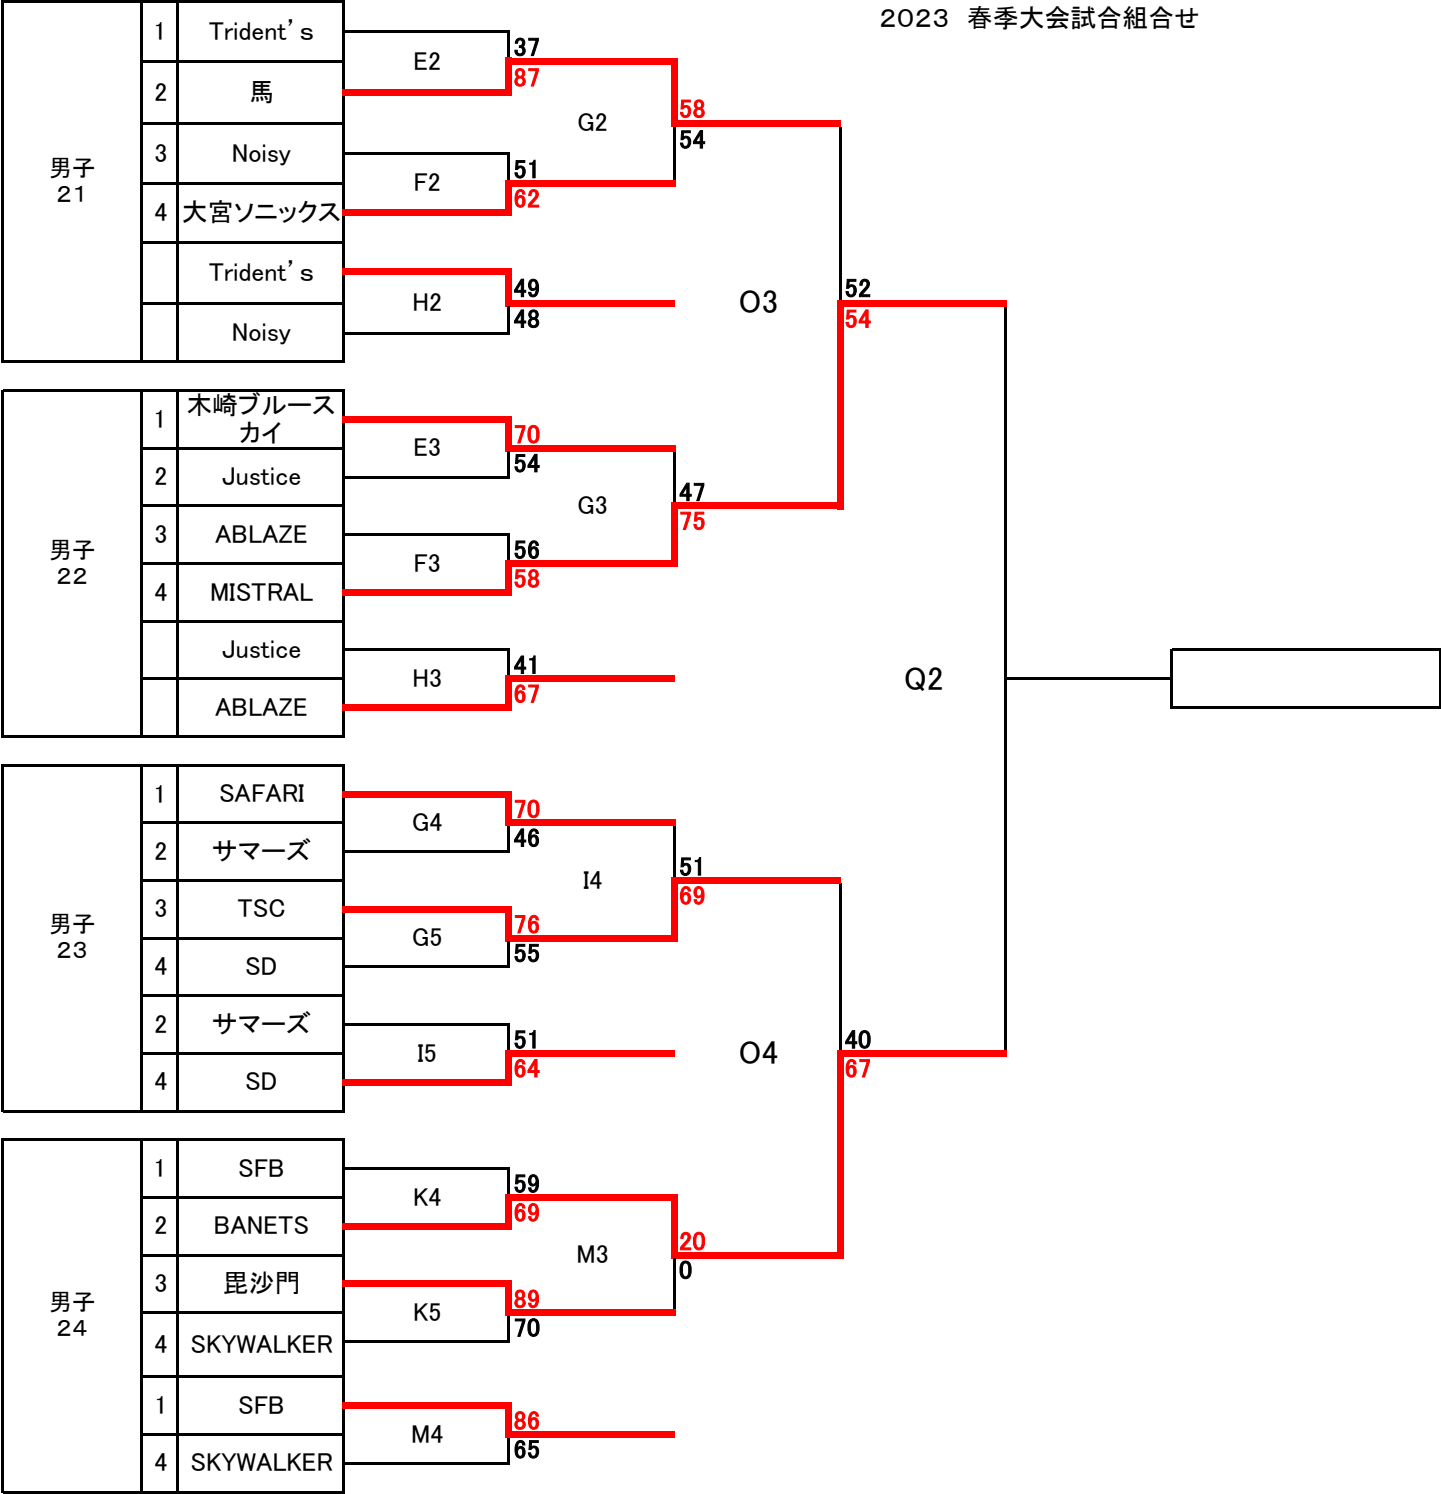 2023 春季大会試合組合せ
男子
21
1 Trident’s
2 馬
3 Noisy
4 大宮ソニックス
Trident’s
Noisy
E2
37
87
F2
51
62
H2
49
48
G2
58
54
O3
52
54
男子
22
1 木崎ブルース
カイ
2 Justice
3 ABLAZE
4 MISTRAL
Justice
ABLAZE
E3
70
54
F3
56
58
H3
41
67
G3
47
75
Q2
男子
23
1 SAFARI
2 サマーズ
3 TSC
4 SD
2 サマーズ
4 SD
G4
70
46
G5
76
55
I5
51
64
I4
51
69
O4
40
67
男子
24
1 SFB
2 BANETS
3 毘沙門
4 SKYWALKER
1 SFB
4 SKYWALKER
K4
59
69
K5
89
70
M4
86
65
M3
20
0